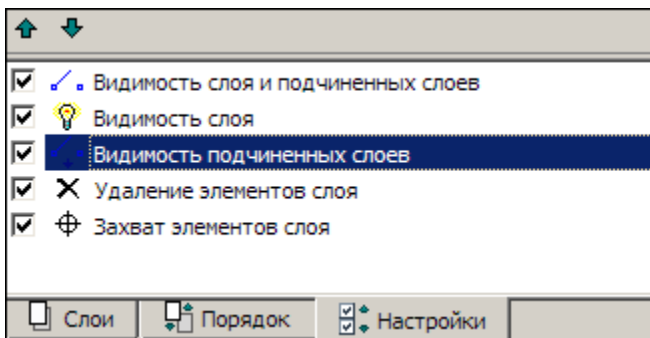 Видимость слоя и подчиненных слоев
Видимость слоя
Видимость подчиненных слоев
Удаление элементов слоя
Захват элементов слоя
Слои Порядок Настройки